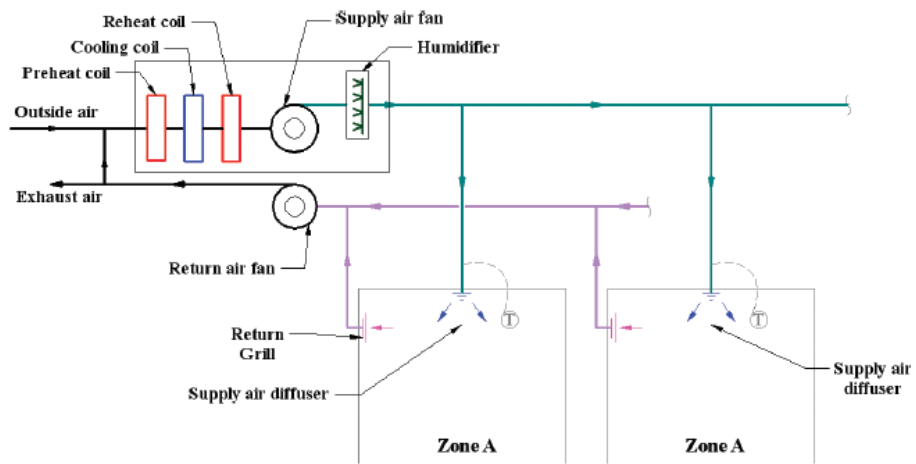 Reheat coil
Supply air fan
Cooling coil
Humidifier
Preheat coil
Outside air
Exhaust air
Return air fan
T
T
Return
Grill
Supply air diffuser
Supply air
diffuser
Zone A
Zone A